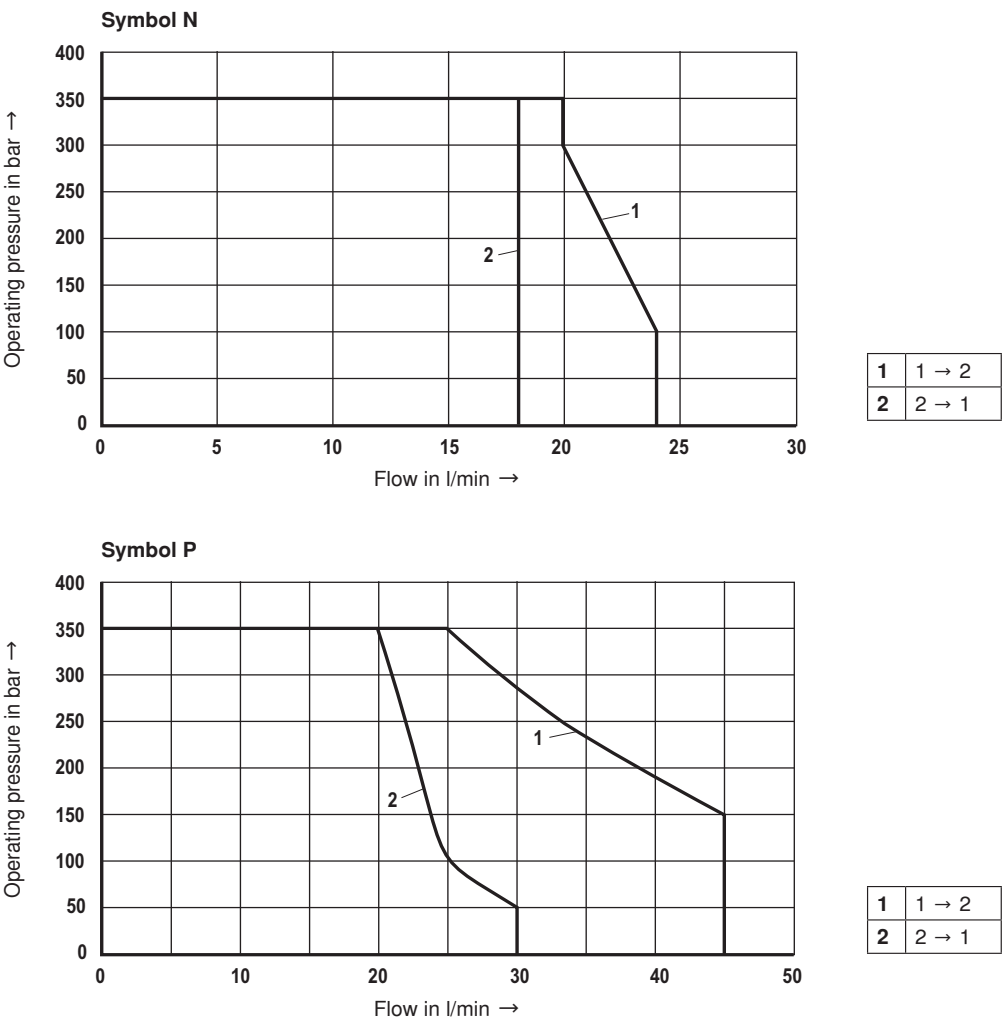 Symbol N
Operating pressure in bar →
400
350
300
250
200
150
100
50
0
1
2
0 5 10 15 20 25 30
Flow in l/min →
1 1 → 2
2 2 → 1
Symbol P
Operating pressure in bar →
400
350
300
250
200
150
100
50
0
1
2
0 10 20 30 40 50
Flow in l/min →
1 1 → 2
2 2 → 1